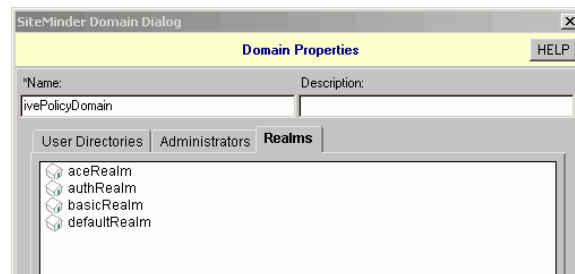 SiteMinder Domain Dialog
x
Domain Properties
HELP
*Name:
Description:
ivePolicyDomain
User Directories
Administrators
Realms
aceRealm
authRealm
basicRealm
defaultRealm